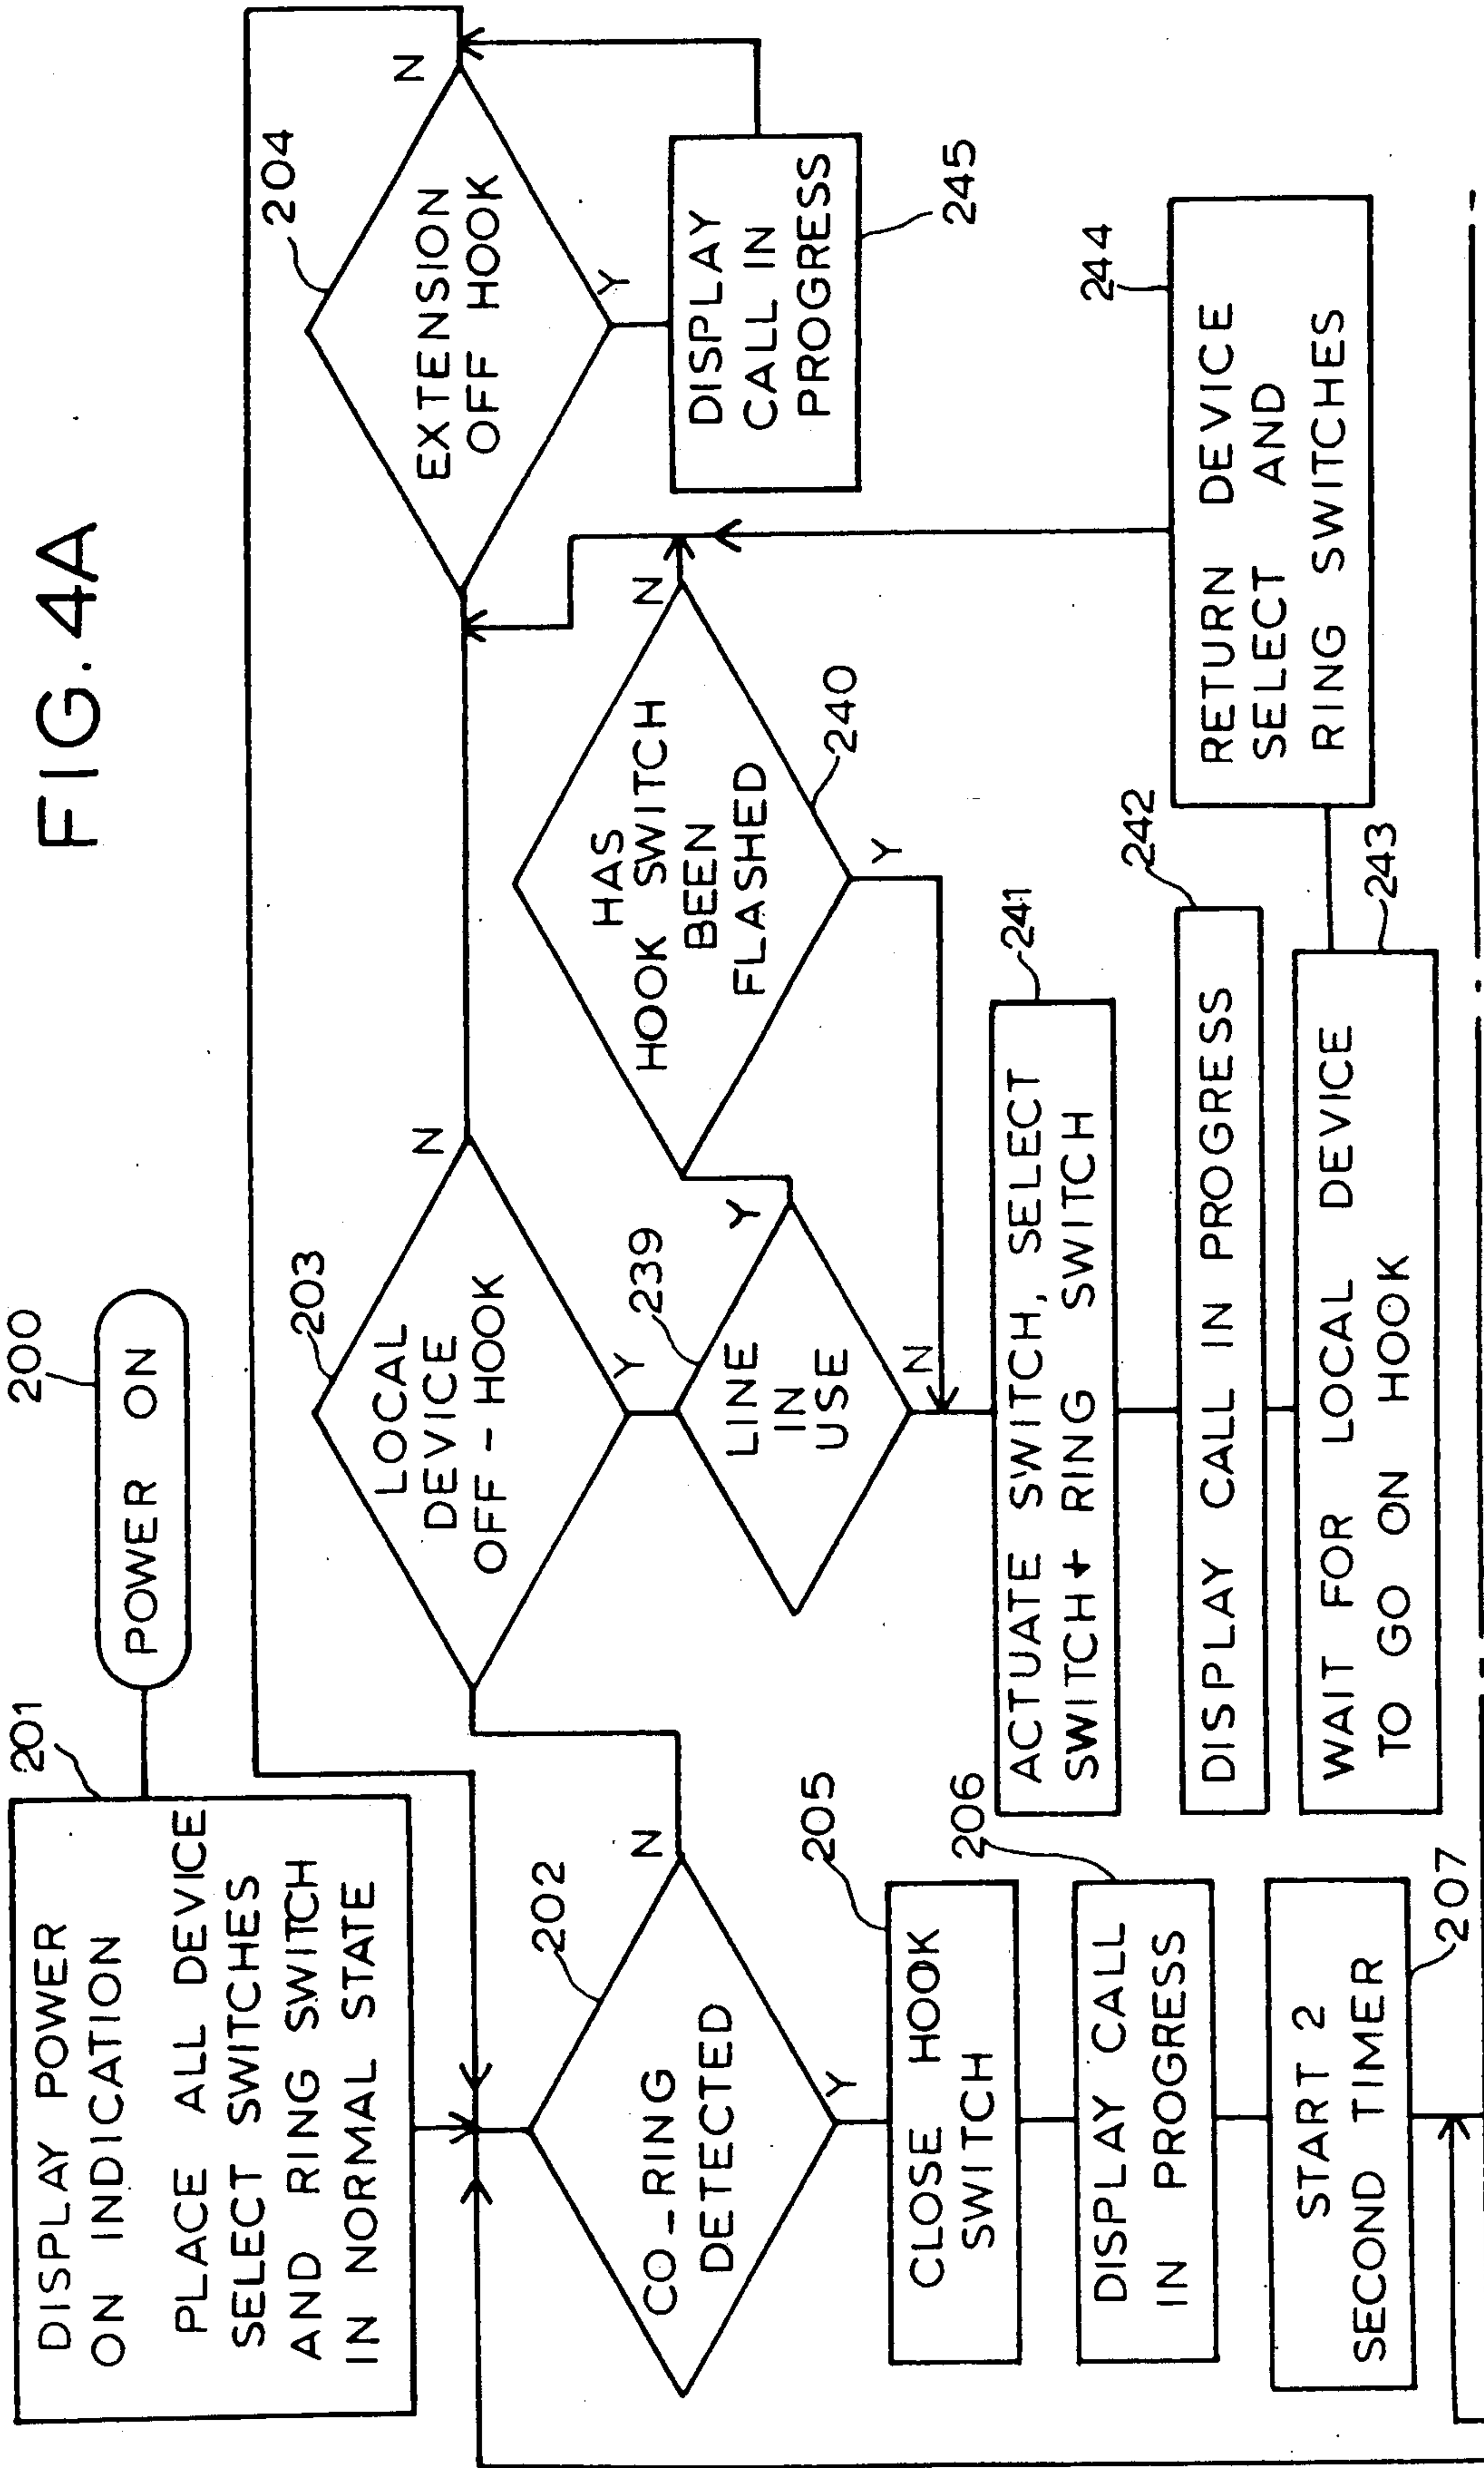 FIG. 4A
200
POWER ON
201
DISPLAY POWER
ON INDICATION
PLACE ALL DEVICE
SELECT SWITCHES
AND RING SWITCH
IN NORMAL STATE
202
CO-RING
DETECTED
N
Y
203
LOCAL
DEVICE
OFF-HOOK
N
Y
204
EXTENSION
OFF HOOK
N
Y
DISPLAY
CALL IN
PROGRESS
245
239
LINE
IN
USE
Y
N
HAS
HOOK SWITCH
BEEN
FLASHED
240
N
Y
205
CLOSE HOOK
SWITCH
206
DISPLAY CALL
IN PROGRESS
START 2
SECOND TIMER
207
241
ACTUATE SWITCH, SELECT
SWITCH + RING SWITCH
242
DISPLAY CALL IN PROGRESS
243
WAIT FOR LOCAL DEVICE
TO GO ON HOOK
244
RETURN DEVICE
SELECT AND
RING SWITCHES